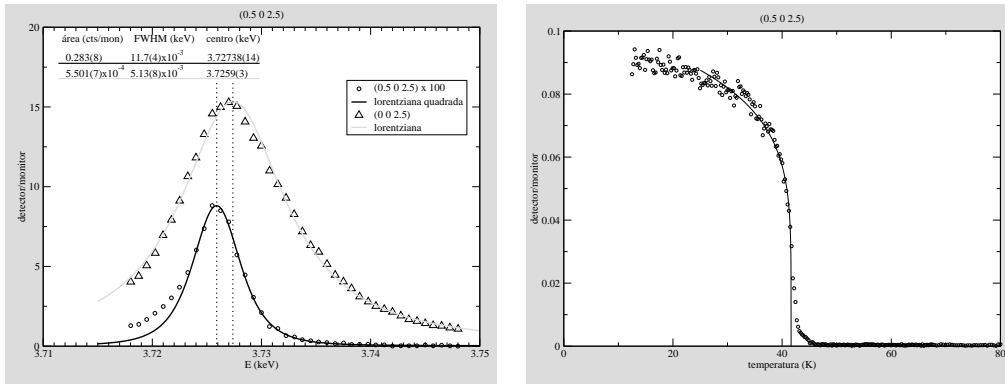 (0.5 0 2.5)
área (cts/mon) FWHM (keV) centro (keV)
0.283(8) 11.7(4)x10⁻³ 3.72738(14)
5.501(7)x10⁻⁴ 5.13(8)x10⁻³ 3.7259(3)
(0.5 0 2.5) x 100
lorentziana quadrada
(0 0 2.5)
lorentziana
detector/monitor
20
15
10
5
0
3.71 3.72 3.73 3.74 3.75
E (keV)
(0.5 0 2.5)
detector/monitor
0.1
0.08
0.06
0.04
0.02
0
0 20 40 60 80
temperatura (K)